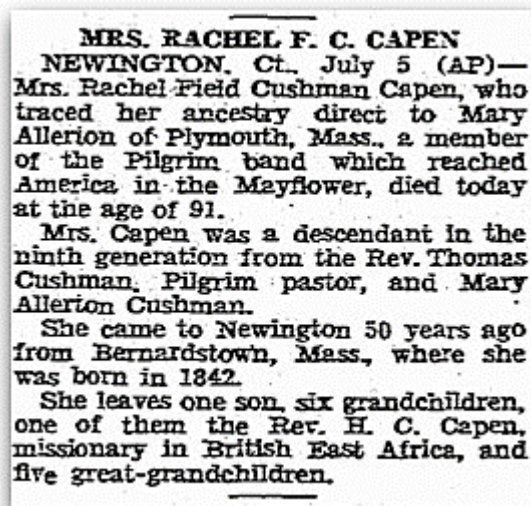 MRS. RACHEL F. C. CAPEN
NEWINGTON, Ct., July 5 (AP)—
Mrs. Rachel Field Cushman Capen, who
traced her ancestry direct to Mary
Allerion of Plymouth, Mass., a member
of the Pilgrim band which reached
America in the Mayflower, died today
at the age of 91.
Mrs. Capen was a descendant in the
ninth generation from the Rev. Thomas
Cushman, Pilgrim pastor, and Mary
Allerton Cushman.
She came to Newington 50 years ago
from Bernardstown, Mass., where she
was born in 1842.
She leaves one son, six grandchildren,
one of them the Rev. H. C. Capen,
missionary in British East Africa, and
five great-grandchildren.